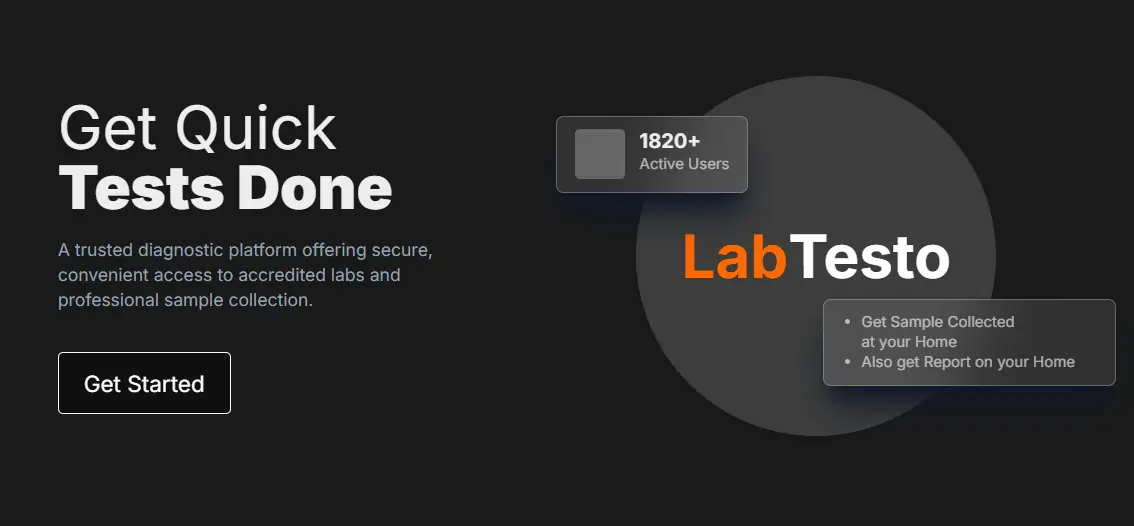 Get Quick
Tests Done
A trusted diagnostic platform offering secure,
convenient access to accredited labs and
professional sample collection.
Get Started
1820+
Active Users
LabTesto
• Get Sample Collected
at your Home
• Also get Report on your Home